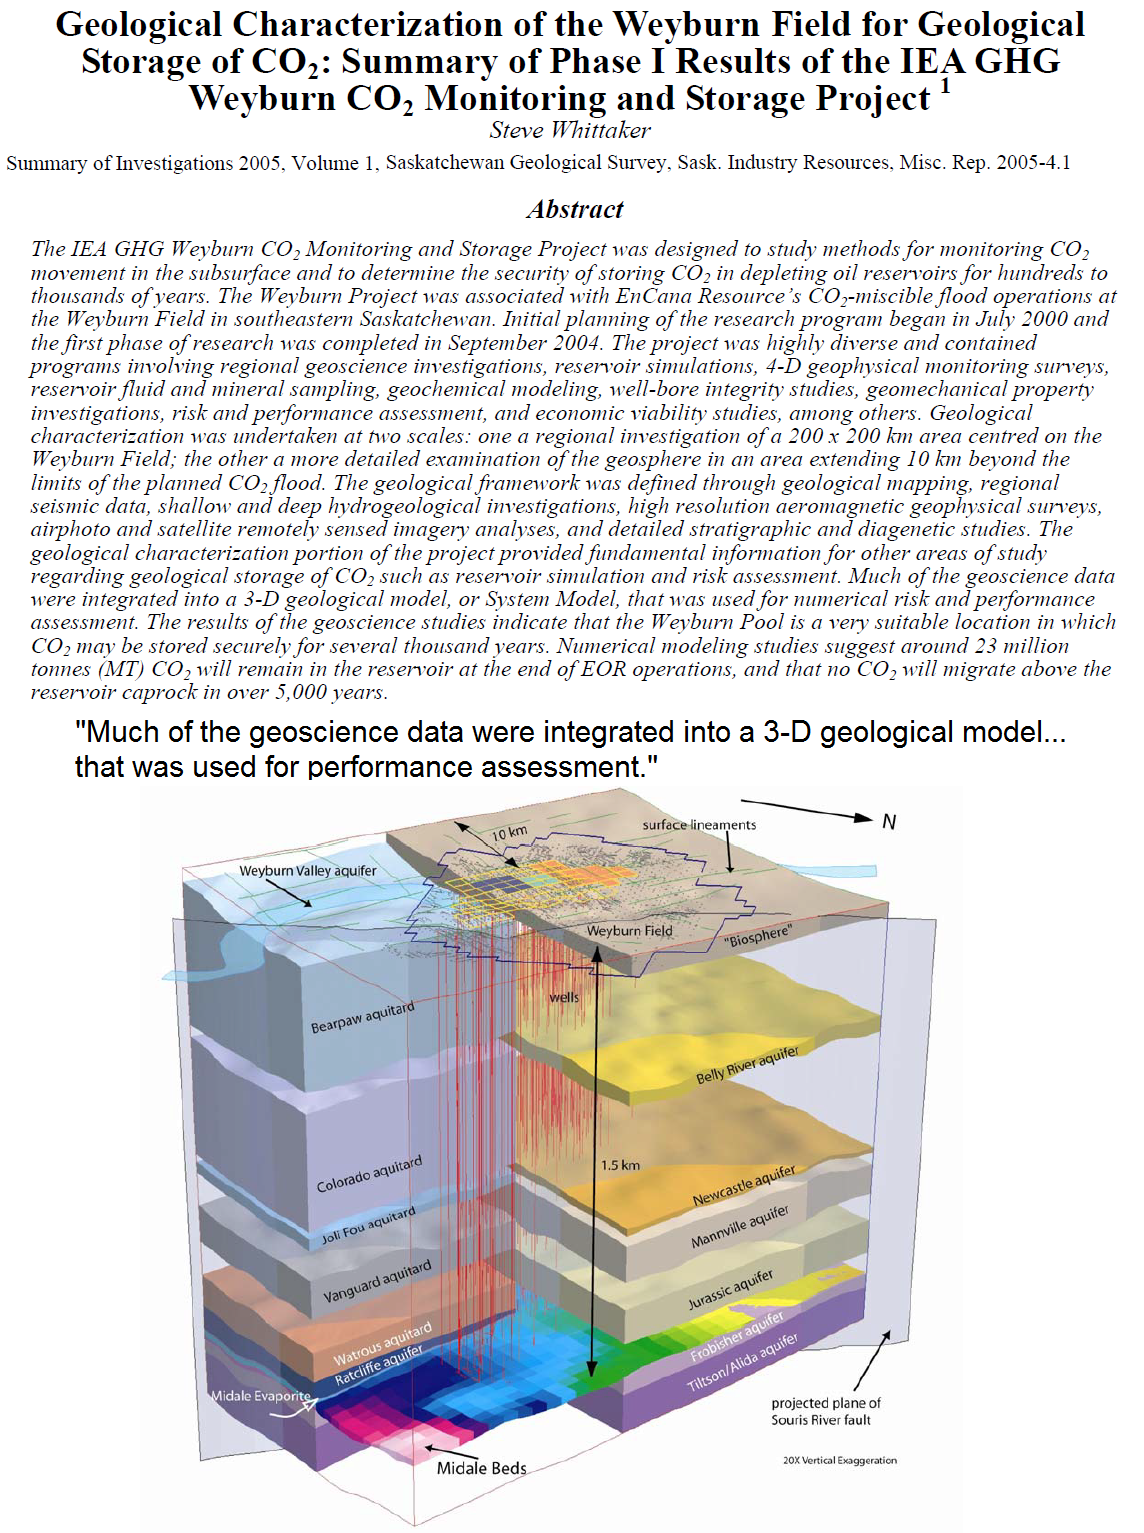 Geological Characterization of the Weyburn Field for Geological
Storage of CO₂: Summary of Phase I Results of the IEA GHG
Weyburn CO₂ Monitoring and Storage Project ¹
Steve Whittaker
Summary of Investigations 2005, Volume 1, Saskatchewan Geological Survey, Sask. Industry Resources, Misc. Rep. 2005-4.1
Abstract
The IEA GHG Weyburn CO₂ Monitoring and Storage Project was designed to study methods for monitoring CO₂
movement in the subsurface and to determine the security of storing CO₂ in depleting oil reservoirs for hundreds to
thousands of years. The Weyburn Project was associated with EnCana Resource's CO₂-miscible flood operations at
the Weyburn Field in southeastern Saskatchewan. Initial planning of the research program began in July 2000 and
the first phase of research was completed in September 2004. The project was highly diverse and contained
programs involving regional geoscience investigations, reservoir simulations, 4-D geophysical monitoring surveys,
reservoir fluid and mineral sampling, geochemical modeling, well-bore integrity studies, geomechanical property
investigations, risk and performance assessment, and economic viability studies, among others. Geological
characterization was undertaken at two scales: one a regional investigation of a 200 x 200 km area centred on the
Weyburn Field; the other a more detailed examination of the geosphere in an area extending 10 km beyond the
limits of the planned CO₂ flood. The geological framework was defined through geological mapping, regional
seismic data, shallow and deep hydrogeological investigations, high resolution aeromagnetic geophysical surveys,
airphoto and satellite remotely sensed imagery analyses, and detailed stratigraphic and diagenetic studies. The
geological characterization portion of the project provided fundamental information for other areas of study
regarding geological storage of CO₂ such as reservoir simulation and risk assessment. Much of the geoscience data
were integrated into a 3-D geological model, or System Model, that was used for numerical risk and performance
assessment. The results of the geoscience studies indicate that the Weyburn Pool is a very suitable location in which
CO₂ may be stored securely for several thousand years. Numerical modeling studies suggest around 23 million
tonnes (MT) CO₂ will remain in the reservoir at the end of EOR operations, and that no CO₂ will migrate above the
reservoir caprock in over 5,000 years.
"Much of the geoscience data were integrated into a 3-D geological model...
that was used for performance assessment."
N
10 km
surface lineaments
Weyburn Valley aquifer
Weyburn Field
"Biosphere"
wells
Bearpaw aquitard
Belly River aquifer
1.5 km
Colorado aquitard
Newcastle aquifer
Joli Fou aquitard
Mannville aquifer
Vanguard aquitard
Jurassic aquifer
Watrous aquitard
Ratcliffe aquifer
Frobisher aquifer
Tiltson/Alida aquifer
Midale Evaporite
projected plane of
Souris River fault
Midale Beds
20X Vertical Exaggeration